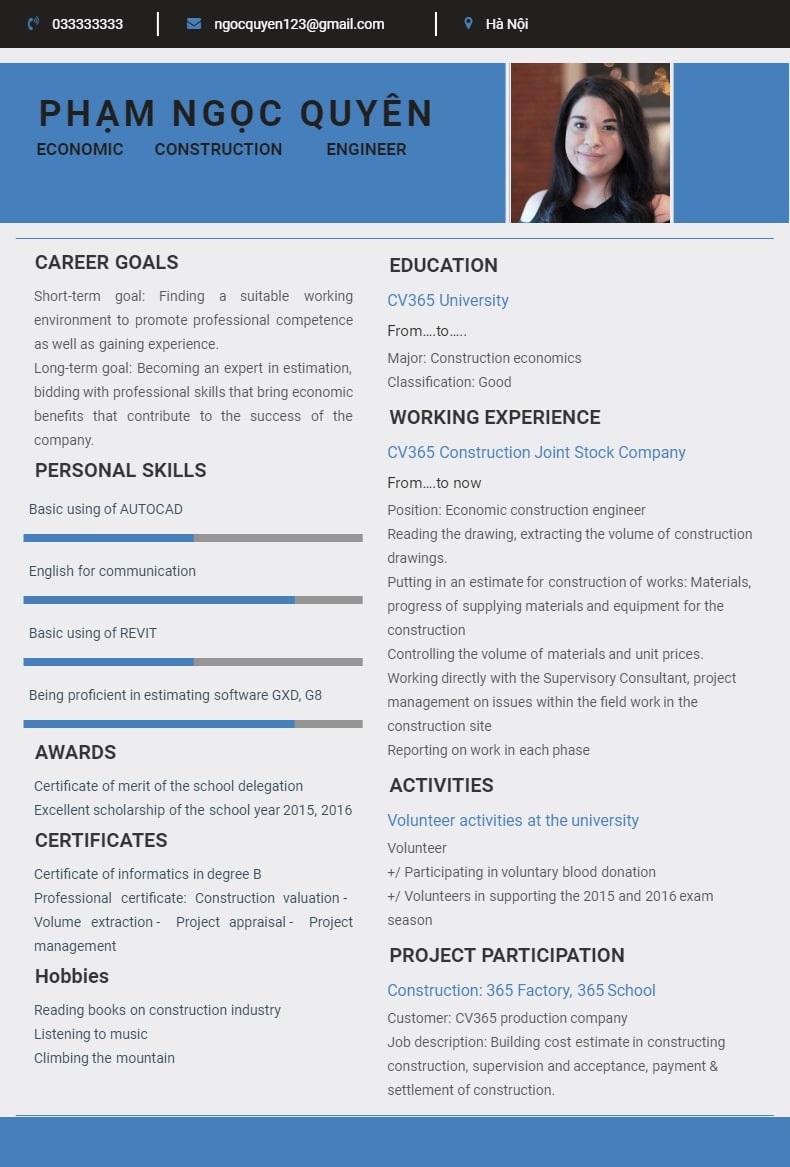 033333333
ngocquyen123@gmail.com
Hà Nội
PHẠM NGỌC QUYÊN
ECONOMIC CONSTRUCTION ENGINEER
CAREER GOALS
Short-term goal: Finding a suitable working
environment to promote professional competence
as well as gaining experience.
Long-term goal: Becoming an expert in estimation,
bidding with professional skills that bring economic
benefits that contribute to the success of the
company.
PERSONAL SKILLS
Basic using of AUTOCAD
English for communication
Basic using of REVIT
Being proficient in estimating software GXD, G8
AWARDS
Certificate of merit of the school delegation
Excellent scholarship of the school year 2015, 2016
CERTIFICATES
Certificate of informatics in degree B
Professional certificate: Construction valuation -
Volume extraction - Project appraisal - Project
management
Hobbies
Reading books on construction industry
Listening to music
Climbing the mountain
EDUCATION
CV365 University
From....to.....
Major: Construction economics
Classification: Good
WORKING EXPERIENCE
CV365 Construction Joint Stock Company
From....to now
Position: Economic construction engineer
Reading the drawing, extracting the volume of construction
drawings.
Putting in an estimate for construction of works: Materials,
progress of supplying materials and equipment for the
construction
Controlling the volume of materials and unit prices.
Working directly with the Supervisory Consultant, project
management on issues within the field work in the
construction site
Reporting on work in each phase
ACTIVITIES
Volunteer activities at the university
Volunteer
+/ Participating in voluntary blood donation
+/ Volunteers in supporting the 2015 and 2016 exam
season
PROJECT PARTICIPATION
Construction: 365 Factory, 365 School
Customer: CV365 production company
Job description: Building cost estimate in constructing
construction, supervision and acceptance, payment &
settlement of construction.